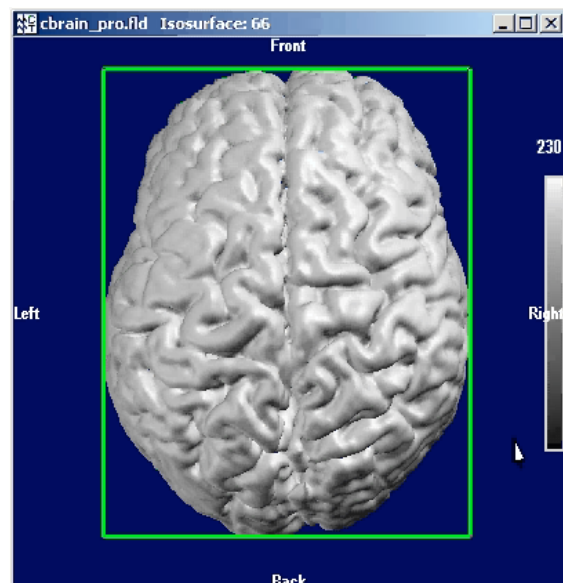 cbrain_pro.fld Isosurface: 66
Front
230
Left
Right
Back